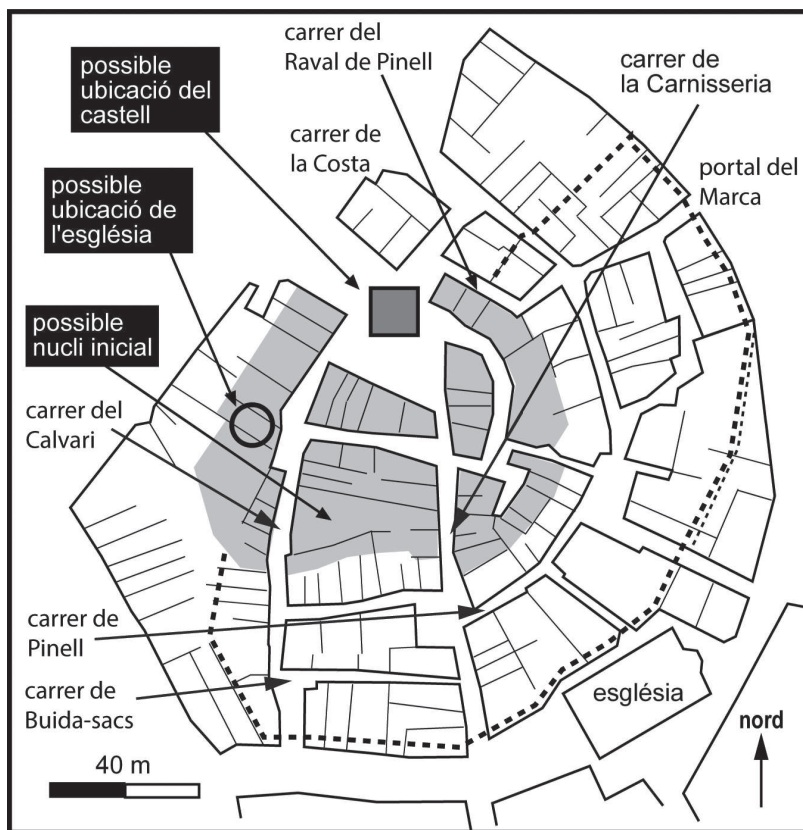 possible
ubicació del
castell
carrer del
Raval de Pinell
carrer de
la Carnisseria
carrer de
la Costa
portal del
Marca
possible
ubicació de
l'església
possible
nucli inicial
carrer del
Calvari
carrer de
Pinell
carrer de
Buida-sacs
església
nord
40 m